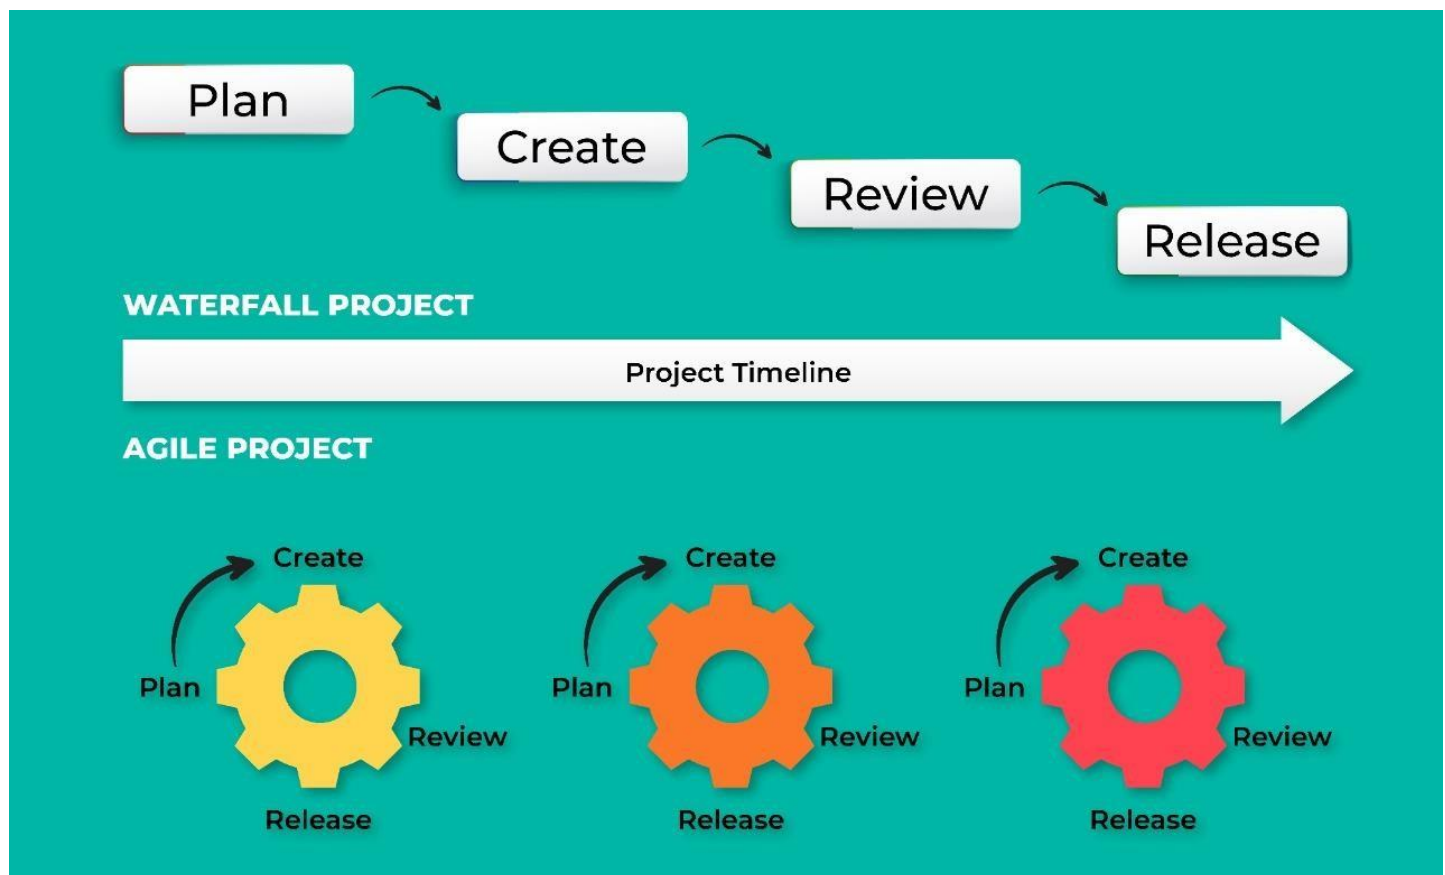 Plan
Create
Review
Release
WATERFALL PROJECT
Project Timeline
AGILE PROJECT
Create
Plan
Review
Release
Create
Plan
Review
Release
Create
Plan
Review
Release